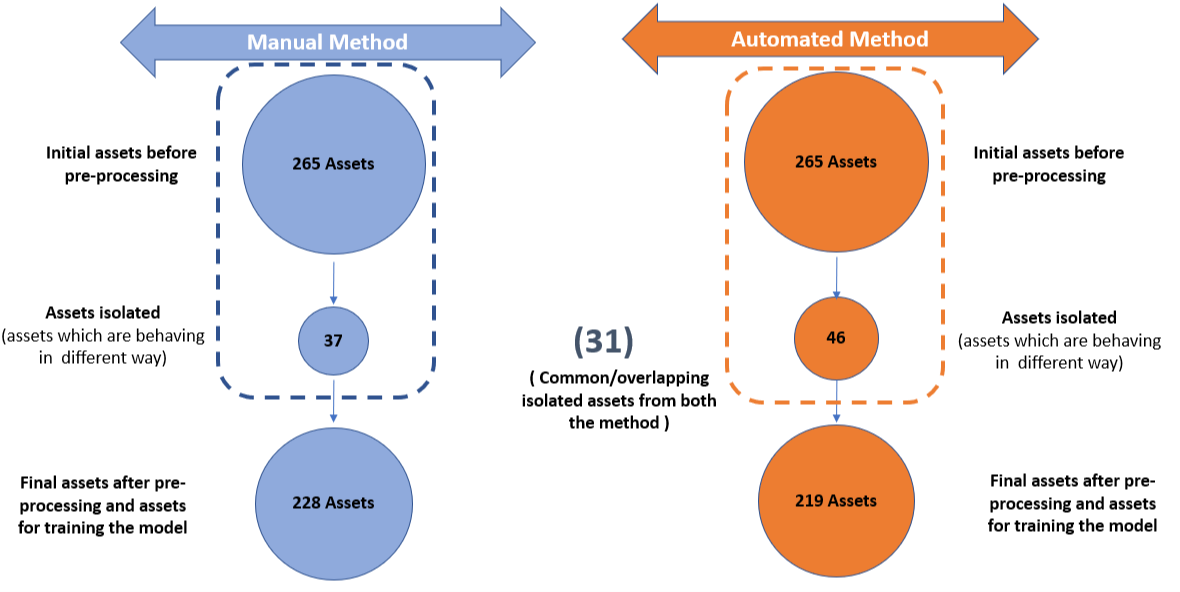 Manual Method
Automated Method
Initial assets before
pre-processing
265 Assets
265 Assets
Initial assets before
pre-processing
Assets isolated
(assets which are behaving
in different way)
37
(31)
( Common/overlapping
isolated assets from both
the method )
46
Assets isolated
(assets which are behaving
in different way)
Final assets after pre-
processing and assets
for training the model
228 Assets
219 Assets
Final assets after pre-
processing and assets
for training the model